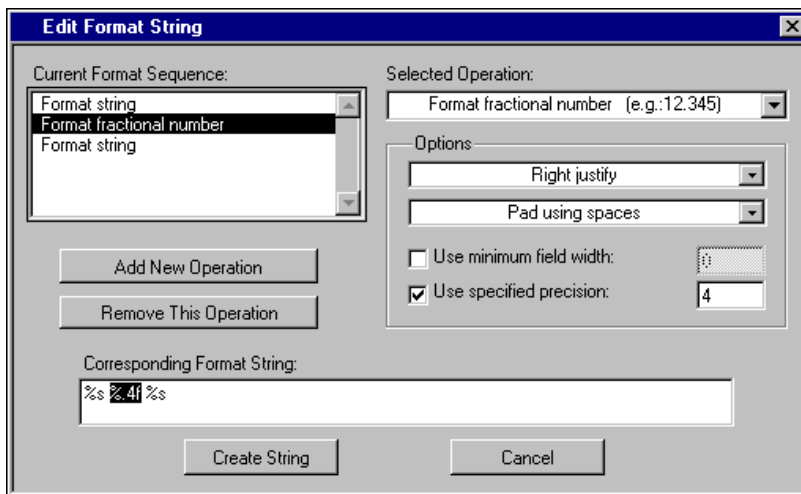 Edit Format String
Current Format Sequence:
Format string
Format fractional number
Format string
Add New Operation
Remove This Operation
Selected Operation:
Format fractional number (e.g.:12.345)
Options
Right justify
Pad using spaces
Use minimum field width: 0
Use specified precision: 4
Corresponding Format String:
%s %.4f %s
Create String
Cancel